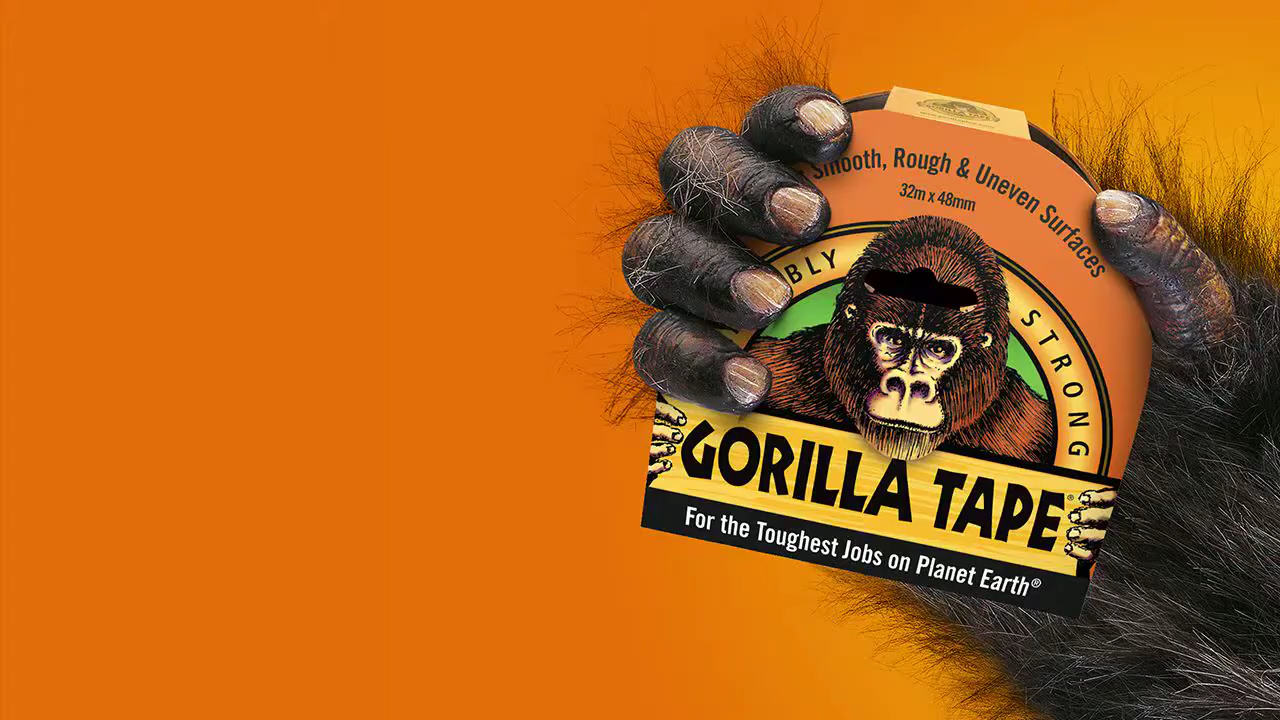 Smooth, Rough & Uneven Surfaces
32m x 48mm
BLY STRONG
GORILLA TAPE®
For the Toughest Jobs on Planet Earth®